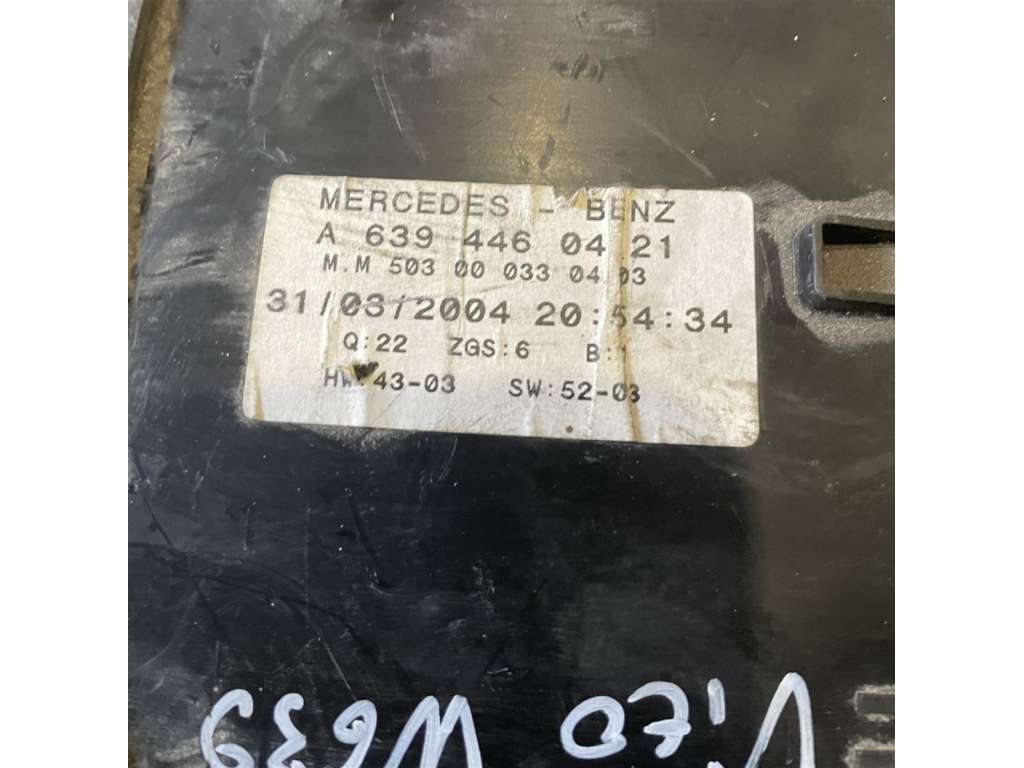 MERCEDES - BENZ
A 639 446 04 21
M.M 503 00 033 04 03
31/03/2004 20:54:34
Q:22 ZGS:6 B:1
HW:43-03 SW:52-03
Vito W639